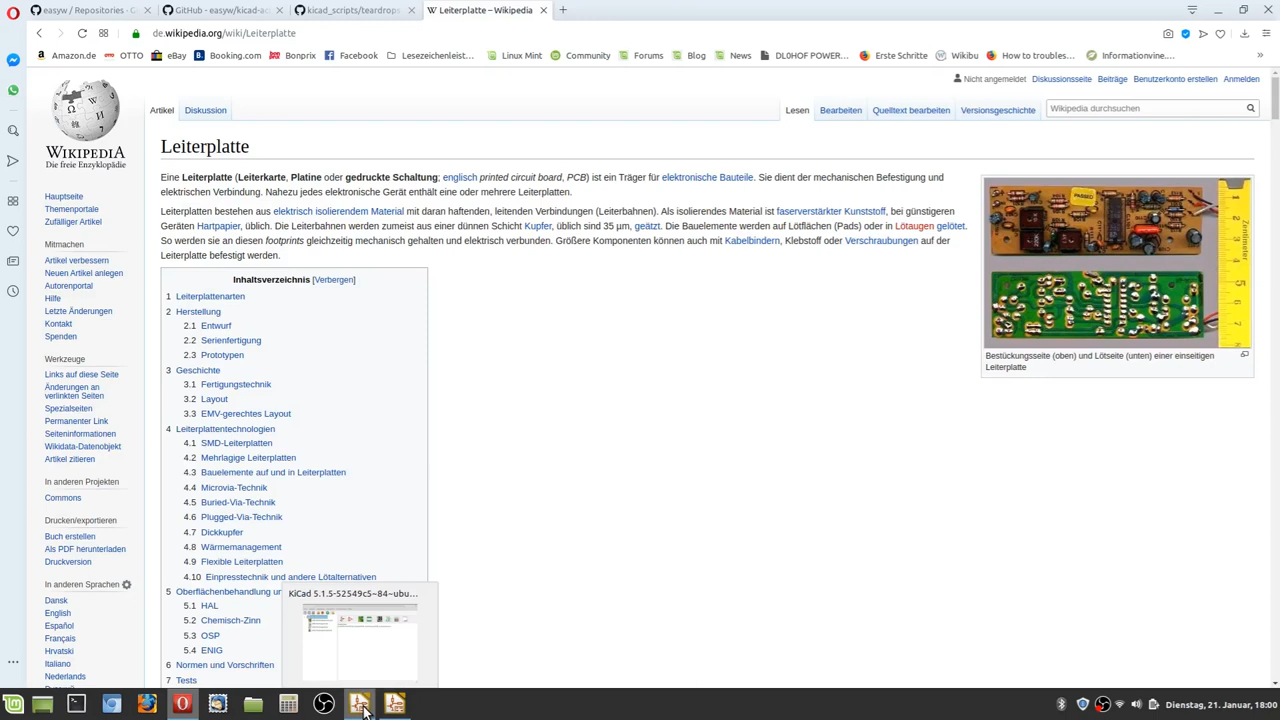 easyw / Repositories · G
GitHub - easyw/kicad-ac
kicad_scripts/teardrops
Leiterplatte – Wikipedia
de.wikipedia.org/wiki/Leiterplatte
Amazon.de OTTO eBay Booking.com Bonprix Facebook Lesezeichenleist... Linux Mint Community Forums Blog News DL0HOF POWER... Erste Schritte Wikibu How to troubles... Informationvine.... »
Nicht angemeldet Diskussionsseite Beiträge Benutzerkonto erstellen Anmelden
Artikel Diskussion Lesen Bearbeiten Quelltext bearbeiten Versionsgeschichte Wikipedia durchsuchen
WIKIPEDIA
Die freie Enzyklopädie
Hauptseite
Themenportale
Zufälliger Artikel
Mitmachen
Artikel verbessern
Neuen Artikel anlegen
Autorenportal
Hilfe
Letzte Änderungen
Kontakt
Spenden
Werkzeuge
Links auf diese Seite
Änderungen an
verlinkten Seiten
Spezialseiten
Permanenter Link
Seiteninformationen
Wikidata-Datenobjekt
Artikel zitieren
In anderen Projekten
Commons
Drucken/exportieren
Buch erstellen
Als PDF herunterladen
Druckversion
In anderen Sprachen
Dansk
English
Español
Français
Hrvatski
Italiano
Nederlands
Leiterplatte
Eine Leiterplatte (Leiterkarte, Platine oder gedruckte Schaltung; englisch printed circuit board, PCB) ist ein Träger für elektronische Bauteile. Sie dient der mechanischen Befestigung und
elektrischen Verbindung. Nahezu jedes elektronische Gerät enthält eine oder mehrere Leiterplatten.
Leiterplatten bestehen aus elektrisch isolierendem Material mit daran haftenden, leitenden Verbindungen (Leiterbahnen). Als isolierendes Material ist faserverstärkter Kunststoff, bei günstigeren
Geräten Hartpapier, üblich. Die Leiterbahnen werden zumeist aus einer dünnen Schicht Kupfer, üblich sind 35 µm, geätzt. Die Bauelemente werden auf Lötflächen (Pads) oder in Lötaugen gelötet.
So werden sie an diesen footprints gleichzeitig mechanisch gehalten und elektrisch verbunden. Größere Komponenten können auch mit Kabelbindern, Klebstoff oder Verschraubungen auf der
Leiterplatte befestigt werden.
Inhaltsverzeichnis [Verbergen]
1 Leiterplattenarten
2 Herstellung
2.1 Entwurf
2.2 Serienfertigung
2.3 Prototypen
3 Geschichte
3.1 Fertigungstechnik
3.2 Layout
3.3 EMV-gerechtes Layout
4 Leiterplattentechnologien
4.1 SMD-Leiterplatten
4.2 Mehrlagige Leiterplatten
4.3 Bauelemente auf und in Leiterplatten
4.4 Microvia-Technik
4.5 Buried-Via-Technik
4.6 Plugged-Via-Technik
4.7 Dickkupfer
4.8 Wärmemanagement
4.9 Flexible Leiterplatten
4.10 Einpresstechnik und andere Lötalternativen
5 Oberflächenbehandlung ur
5.1 HAL
5.2 Chemisch-Zinn
5.3 OSP
5.4 ENIG
6 Normen und Vorschriften
7 Tests
PASSED
1 2 3 4 5 6 7 8
Zentimeter
Bestückungsseite (oben) und Lötseite (unten) einer einseitigen
Leiterplatte
KiCad 5.1.5-52549c5~84~ubu...
Dienstag, 21. Januar, 18:00